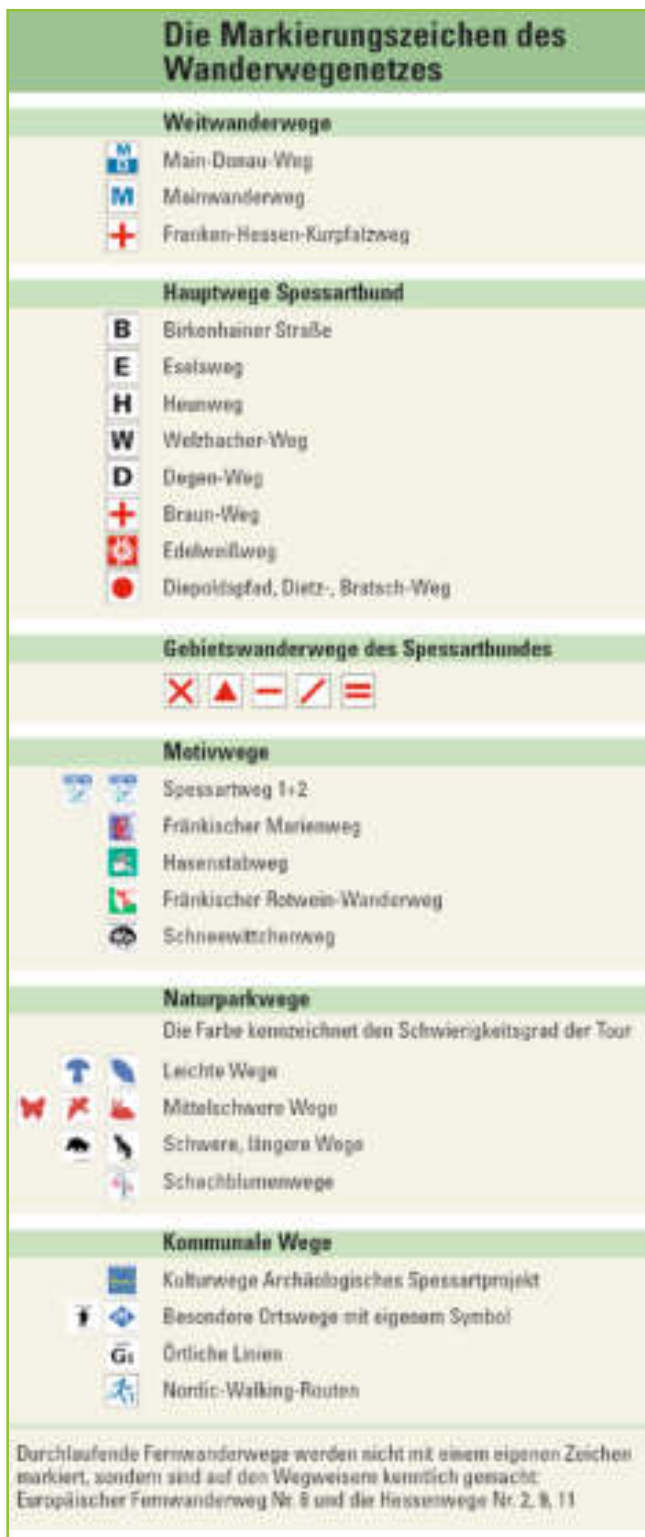 Die Markierungszeichen des
Wanderwegenetzes
Weitwanderwege
M
D
Main-Donau-Weg
M Mainwanderweg
Franken-Hessen-Kurpfalzweg
Hauptwege Spessartbund
B Birkenhainer Straße
E Eselsweg
H Heunweg
W Welzbacher-Weg
D Degen-Weg
Braun-Weg
Edelweißweg
Diepoldspfad, Dietz-, Bratsch-Weg
Gebietswanderwege des Spessartbundes
Motivwege
Spessartweg 1+2
Fränkischer Marienweg
Hasenstabweg
Fränkischer Rotwein-Wanderweg
Schneewittchenweg
Naturparkwege
Die Farbe kennzeichnet den Schwierigkeitsgrad der Tour
Leichte Wege
Mittelschwere Wege
Schwere, längere Wege
Schachblumenwege
Kommunale Wege
Kulturwege Archäologisches Spessartprojekt
Besondere Ortswege mit eigenem Symbol
G1 Örtliche Linien
1 Nordic-Walking-Routen
Durchlaufende Fernwanderwege werden nicht mit einem eigenen Zeichen
markiert, sondern sind auf den Wegweisern kenntlich gemacht:
Europäischer Fernwanderweg Nr. 8 und die Hessenwege Nr. 2, 9, 11